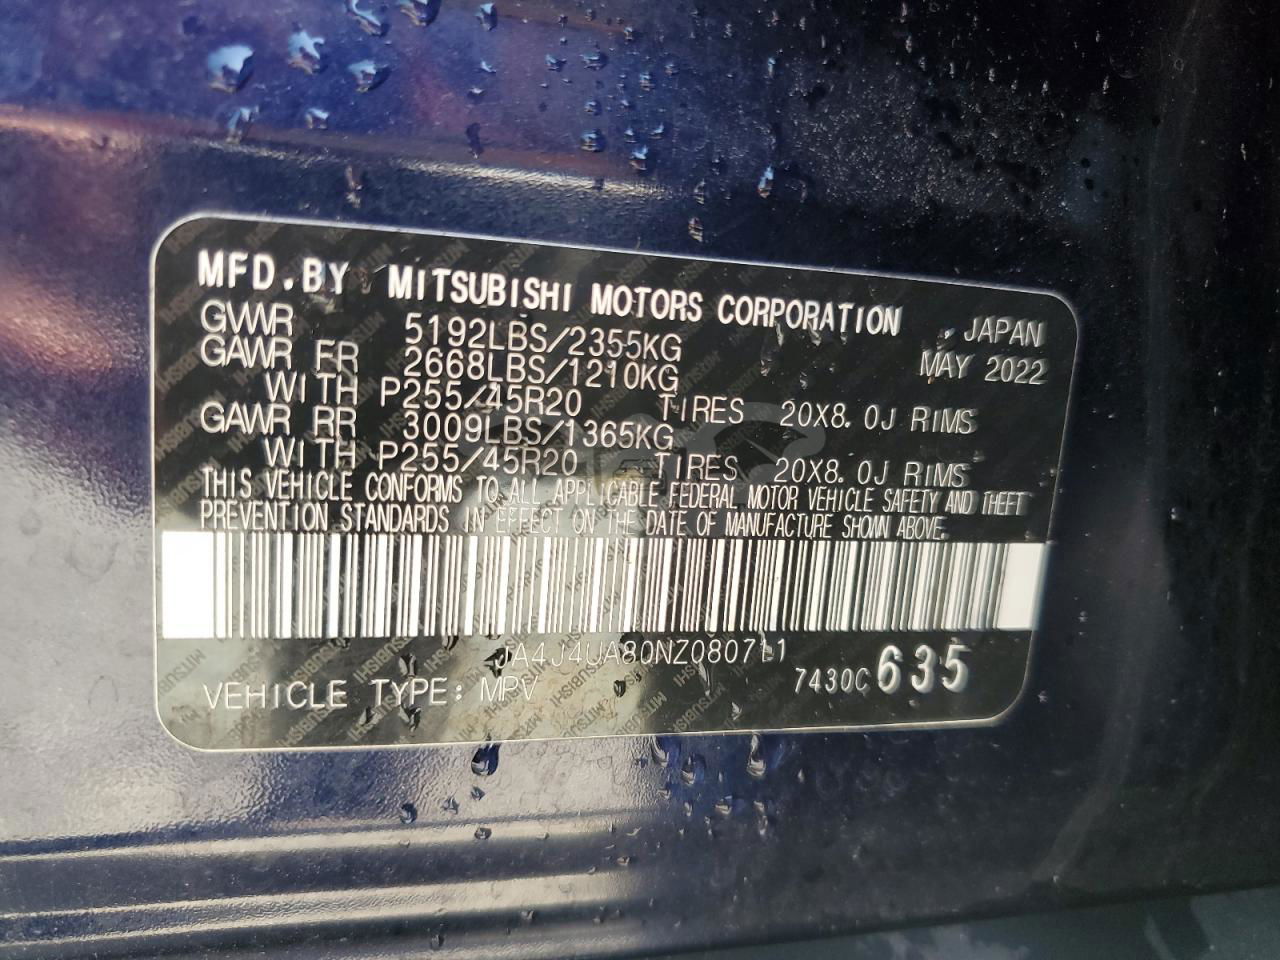 MFD. BY MITSUBISHI MOTORS CORPORATION , JAPAN
GVWR 5192LBS/2355KG MAY 2022
GAWR FR 2668LBS/1210KG
WITH P255/45R20 TIRES 20X8.0J RIMS
GAWR RR 3009LBS/1365KG
WITH P255/45R20 TIRES 20X8.0J RIMS
THIS VEHICLE CONFORMS TO ALL APPLICABLE FEDERAL MOTOR VEHICLE SAFETY AND THEFT
PREVENTION STANDARDS IN EFFECT ON THE DATE OF MANUFACTURE SHOWN ABOVE.
JA4J4UA80NZ080711
VEHICLE TYPE: MPV 7430C 635